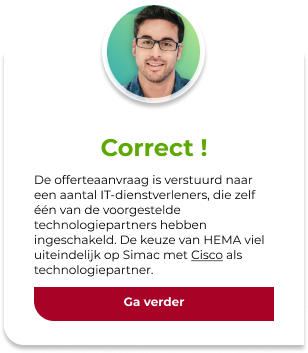 Correct !
De offerteaanvraag is verstuurd naar
een aantal IT-dienstverleners, die zelf
één van de voorgestelde
technologiepartners hebben
ingeschakeld. De keuze van HEMA viel
uiteindelijk op Simac met Cisco als
technologiepartner.
Ga verder